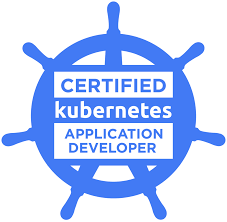 CERTIFIED
kubernetes
APPLICATION
DEVELOPER